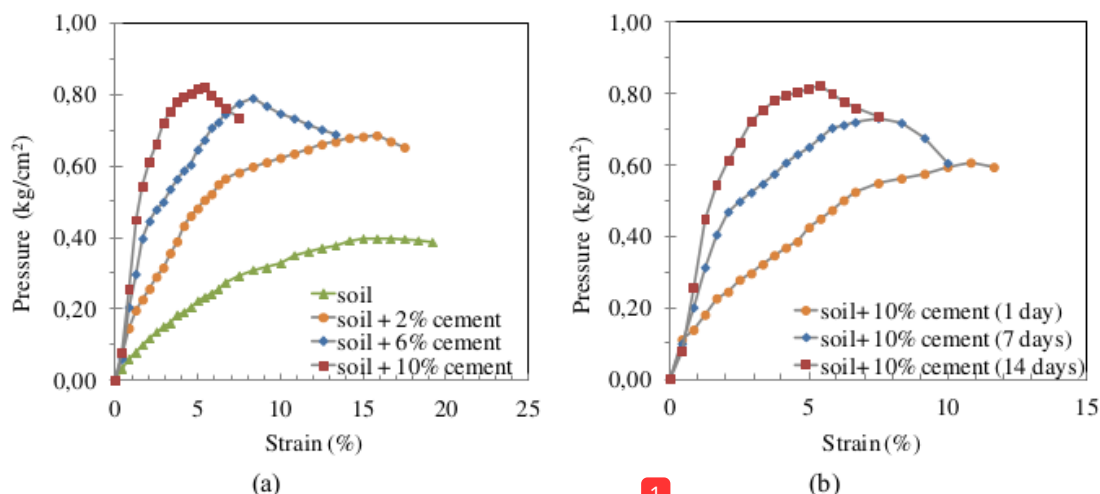 1,00
0,80
0,60
0,40
0,20
0,00
Pressure (kg/cm²)
soil
soil + 2% cement
soil + 6% cement
soil + 10% cement
0 5 10 15 20 25
Strain (%)
(a)
1,00
0,80
0,60
0,40
0,20
0,00
Pressure (kg/cm²)
soil+ 10% cement (1 day)
soil+ 10% cement (7 days)
soil+ 10% cement (14 days)
0 5 10 15
Strain (%)
(b)
1